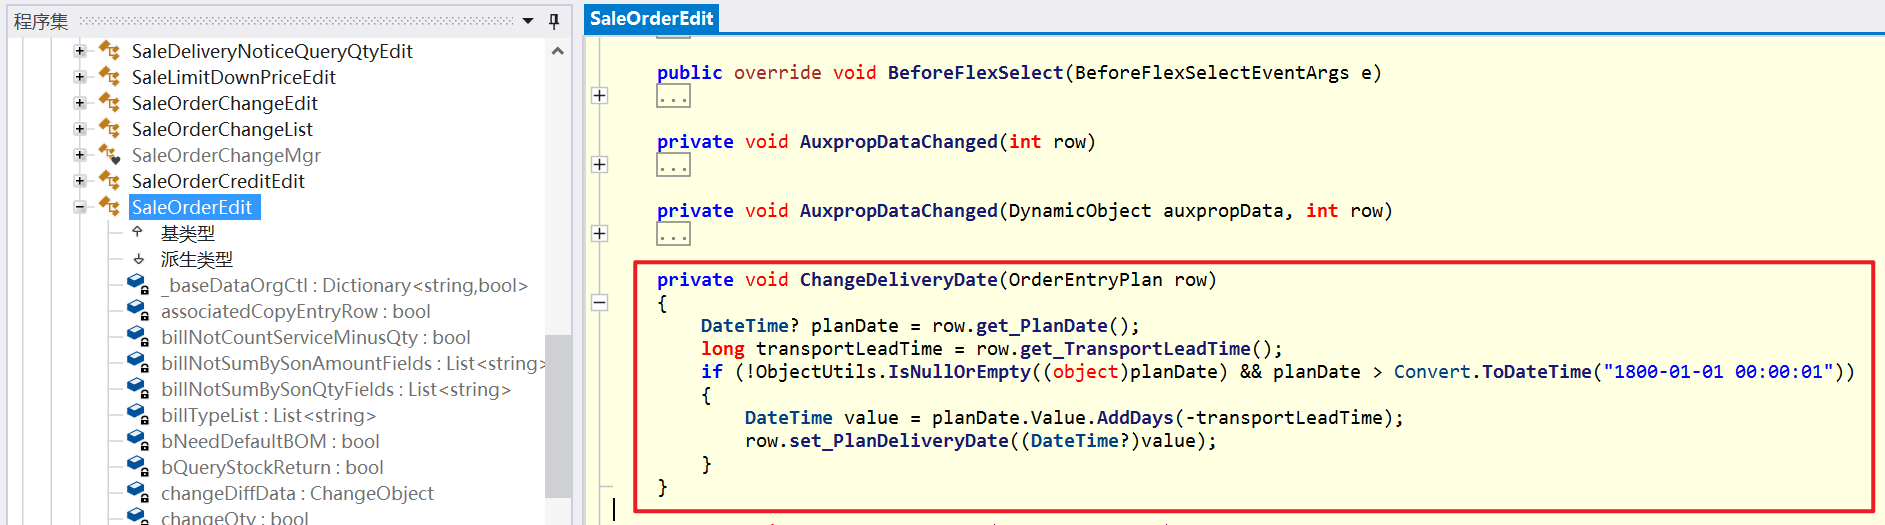 程序集
SaleDeliveryNoticeQueryQtyEdit
SaleLimitDownPriceEdit
SaleOrderChangeEdit
SaleOrderChangeList
SaleOrderChangeMgr
SaleOrderCreditEdit
SaleOrderEdit
基类型
派生类型
_baseDataOrgCtl : Dictionary<string,bool>
associatedCopyEntryRow : bool
billNotCountServiceMinusQty : bool
billNotSumBySonAmountFields : List<string>
billNotSumBySonQtyFields : List<string>
billTypeList : List<string>
bNeedDefaultBOM : bool
bQueryStockReturn : bool
changeDiffData : ChangeObject
changeQty : bool
SaleOrderEdit
public override void BeforeFlexSelect(BeforeFlexSelectEventArgs e)
...
private void AuxpropDataChanged(int row)
...
private void AuxpropDataChanged(DynamicObject auxpropData, int row)
...
private void ChangeDeliveryDate(OrderEntryPlan row)
{
DateTime? planDate = row.get_PlanDate();
long transportLeadTime = row.get_TransportLeadTime();
if (!ObjectUtils.IsNullOrEmpty((object)planDate) && planDate > Convert.ToDateTime("1800-01-01 00:00:01"))
{
DateTime value = planDate.Value.AddDays(-transportLeadTime);
row.set_PlanDeliveryDate((DateTime?)value);
}
}